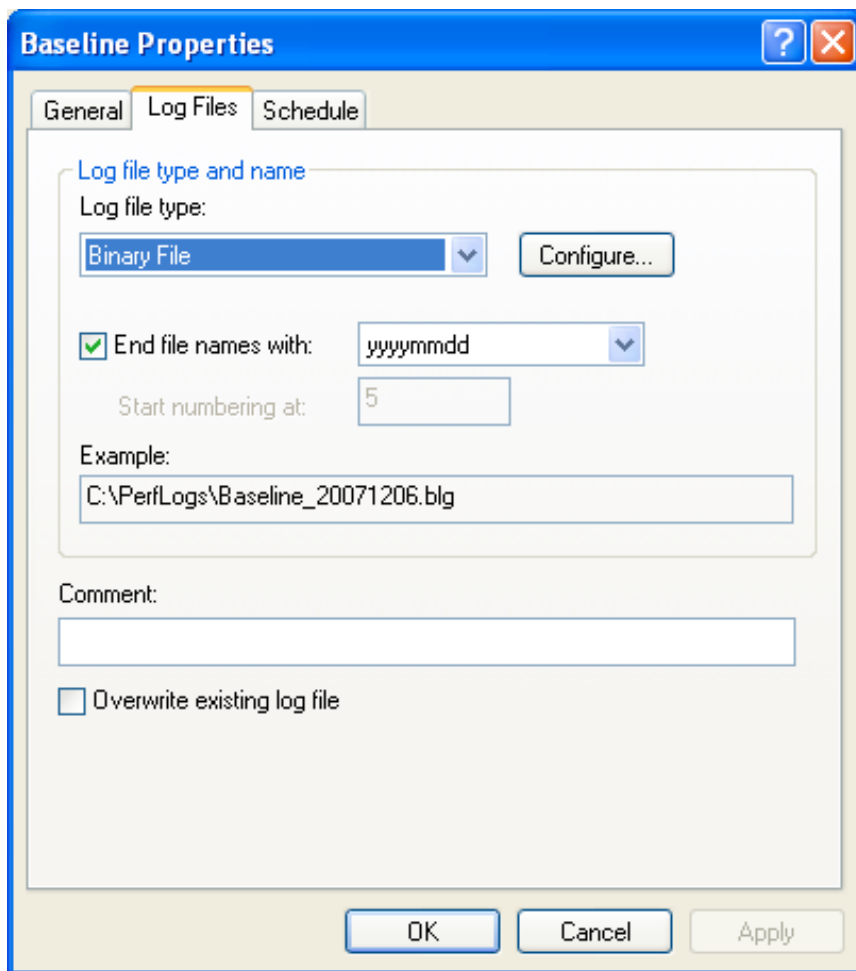 Baseline Properties
General Log Files Schedule
Log file type and name
Log file type:
Binary File Configure...
End file names with: yyyymmdd
Start numbering at: 5
Example:
C:\PerfLogs\Baseline_20071206.blg
Comment:
Overwrite existing log file
OK Cancel Apply